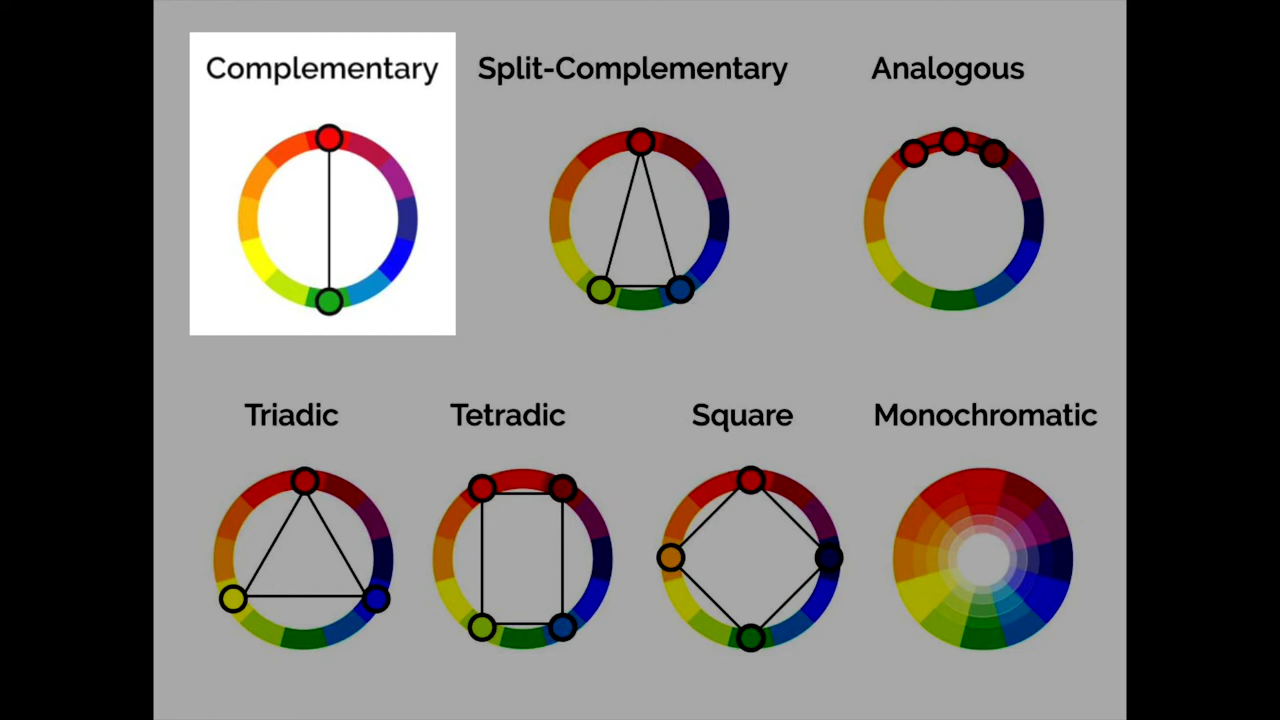 Complementary
Split-Complementary
Analogous
Triadic
Tetradic
Square
Monochromatic